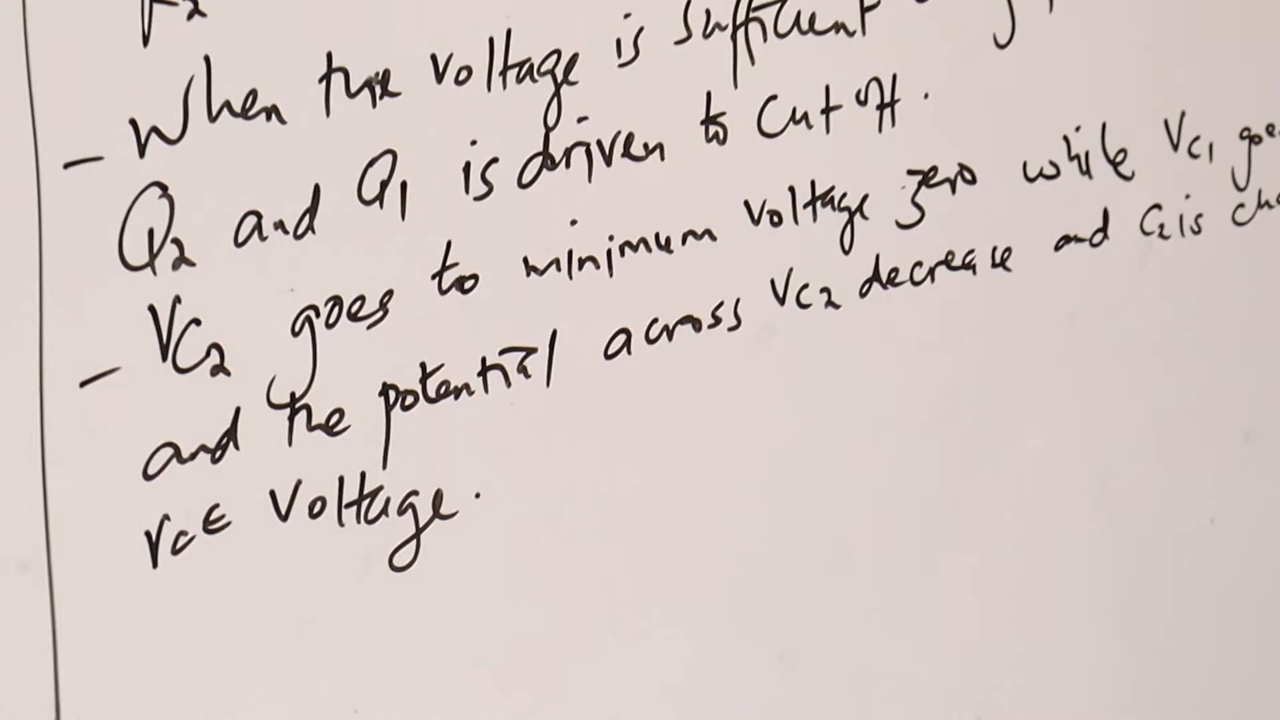 - When the voltage is sufficient
Q2 and Q1 is driven to cut off.
- VC2 goes to minimum voltage zero while VC1 goes
and the potential across VC2 decrease and C2 is
VCE Voltage.